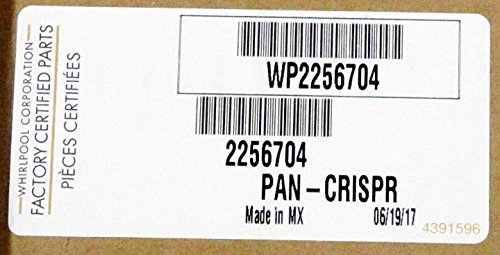 WHIRLPOOL CORPORATION
FACTORY CERTIFIED PARTS
PIÈCES CERTIFIÉES
WP2256704
2256704
PAN-CRISPR
Made in MX 06/19/17
4391596